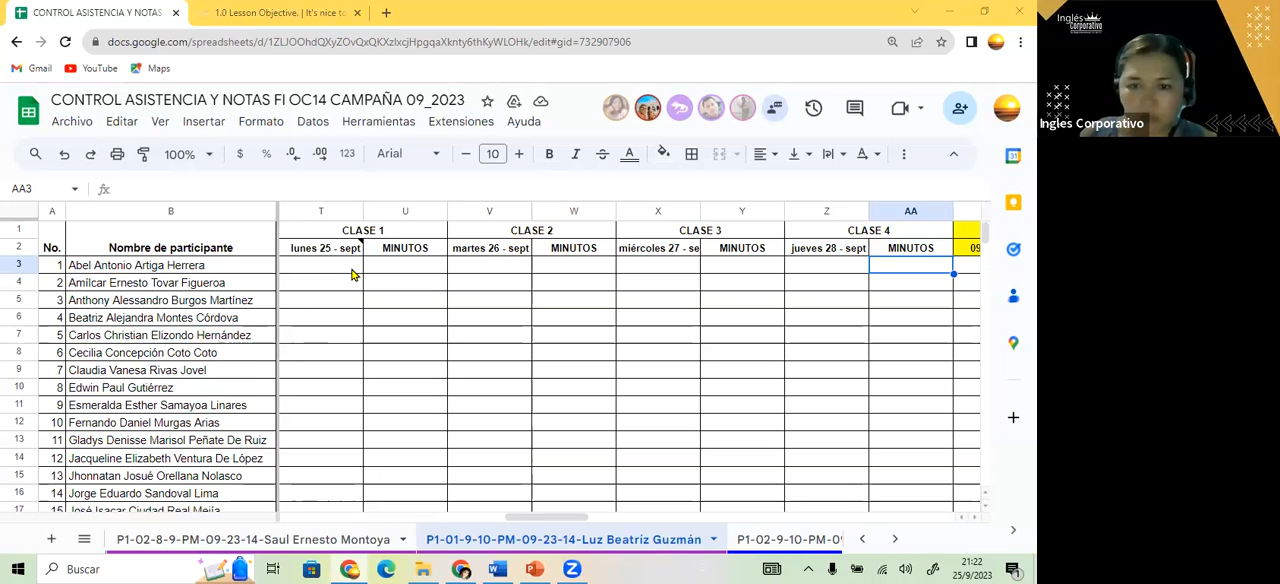 CONTROL ASISTENCIA Y NOTAS
1.0 Lesson Objective. | It's nice to
docs.google.com/spreadsheets/d/1ZLJOOhdQXyZOvQxQKXzIxcjHpgqaXknty6thKyWLOHk/edit#gid=732907906
Gmail YouTube Maps
CONTROL ASISTENCIA Y NOTAS FI OC14 CAMPAÑA 09_2023
Archivo Editar Ver Insertar Formato Datos Herramientas Extensiones Ayuda
100% $ % .0 .00 123 Arial 10 B I A
AA3 fx
A B T U V W X Y Z AA
1 CLASE 1 CLASE 2 CLASE 3 CLASE 4
2 No. Nombre de participante lunes 25 - sept MINUTOS martes 26 - sept MINUTOS miércoles 27 - se MINUTOS jueves 28 - sept MINUTOS 09
3 1 Abel Antonio Artiga Herrera
4 2 Amílcar Ernesto Tovar Figueroa
5 3 Anthony Alessandro Burgos Martínez
6 4 Beatriz Alejandra Montes Córdova
7 5 Carlos Christian Elizondo Hernández
8 6 Cecilia Concepción Coto Coto
9 7 Claudia Vanesa Rivas Jovel
10 8 Edwin Paul Gutiérrez
11 9 Esmeralda Esther Samayoa Linares
12 10 Fernando Daniel Murgas Arias
13 11 Gladys Denisse Marisol Peñate De Ruiz
14 12 Jacqueline Elizabeth Ventura De López
15 13 Jhonnatan Josué Orellana Nolasco
16 14 Jorge Eduardo Sandoval Lima
17 15 José Isacar Ciudad Real Mejía
P1-02-8-9-PM-09-23-14-Saul Ernesto Montoya P1-01-9-10-PM-09-23-14-Luz Beatriz Guzmán P1-02-9-10-PM-0
Buscar
21:22
25/9/2023
Inglés
Corporativo
Ingles Corporativo
31